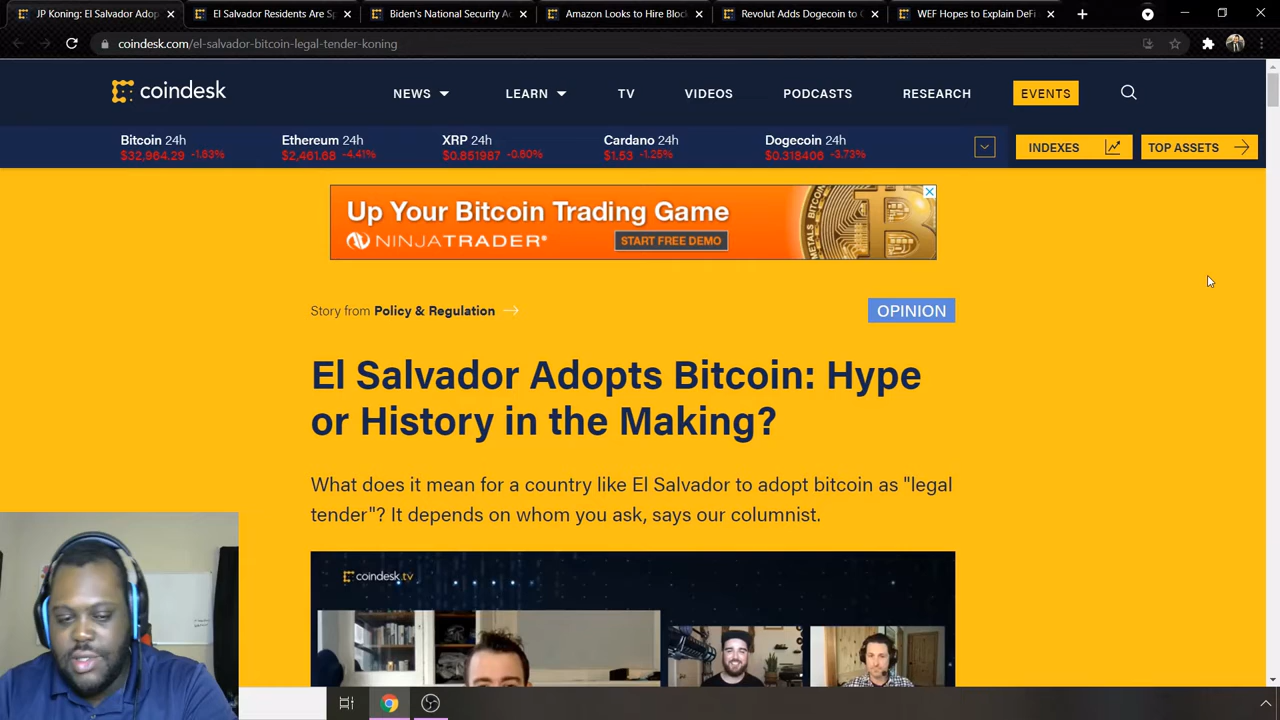 JP Koning: El Salvador Adop
El Salvador Residents Are Sp
Biden's National Security A
Amazon Looks to Hire Bloc
Revolut Adds Dogecoin to
WEF Hopes to Explain DeFi
coindesk.com/el-salvador-bitcoin-legal-tender-koning
coindesk
NEWS
LEARN
TV
VIDEOS
PODCASTS
RESEARCH
EVENTS
Bitcoin 24h
$32,964.29 -1.83%
Ethereum 24h
$2,461.68 -4.41%
XRP 24h
$0.851987 -0.60%
Cardano 24h
$1.53 -1.25%
Dogecoin 24h
$0.318406 -3.73%
INDEXES
TOP ASSETS
Up Your Bitcoin Trading Game
NINJATRADER®
START FREE DEMO
Story from Policy & Regulation
OPINION
El Salvador Adopts Bitcoin: Hype
or History in the Making?
What does it mean for a country like El Salvador to adopt bitcoin as "legal
tender"? It depends on whom you ask, says our columnist.
coindesk.tv